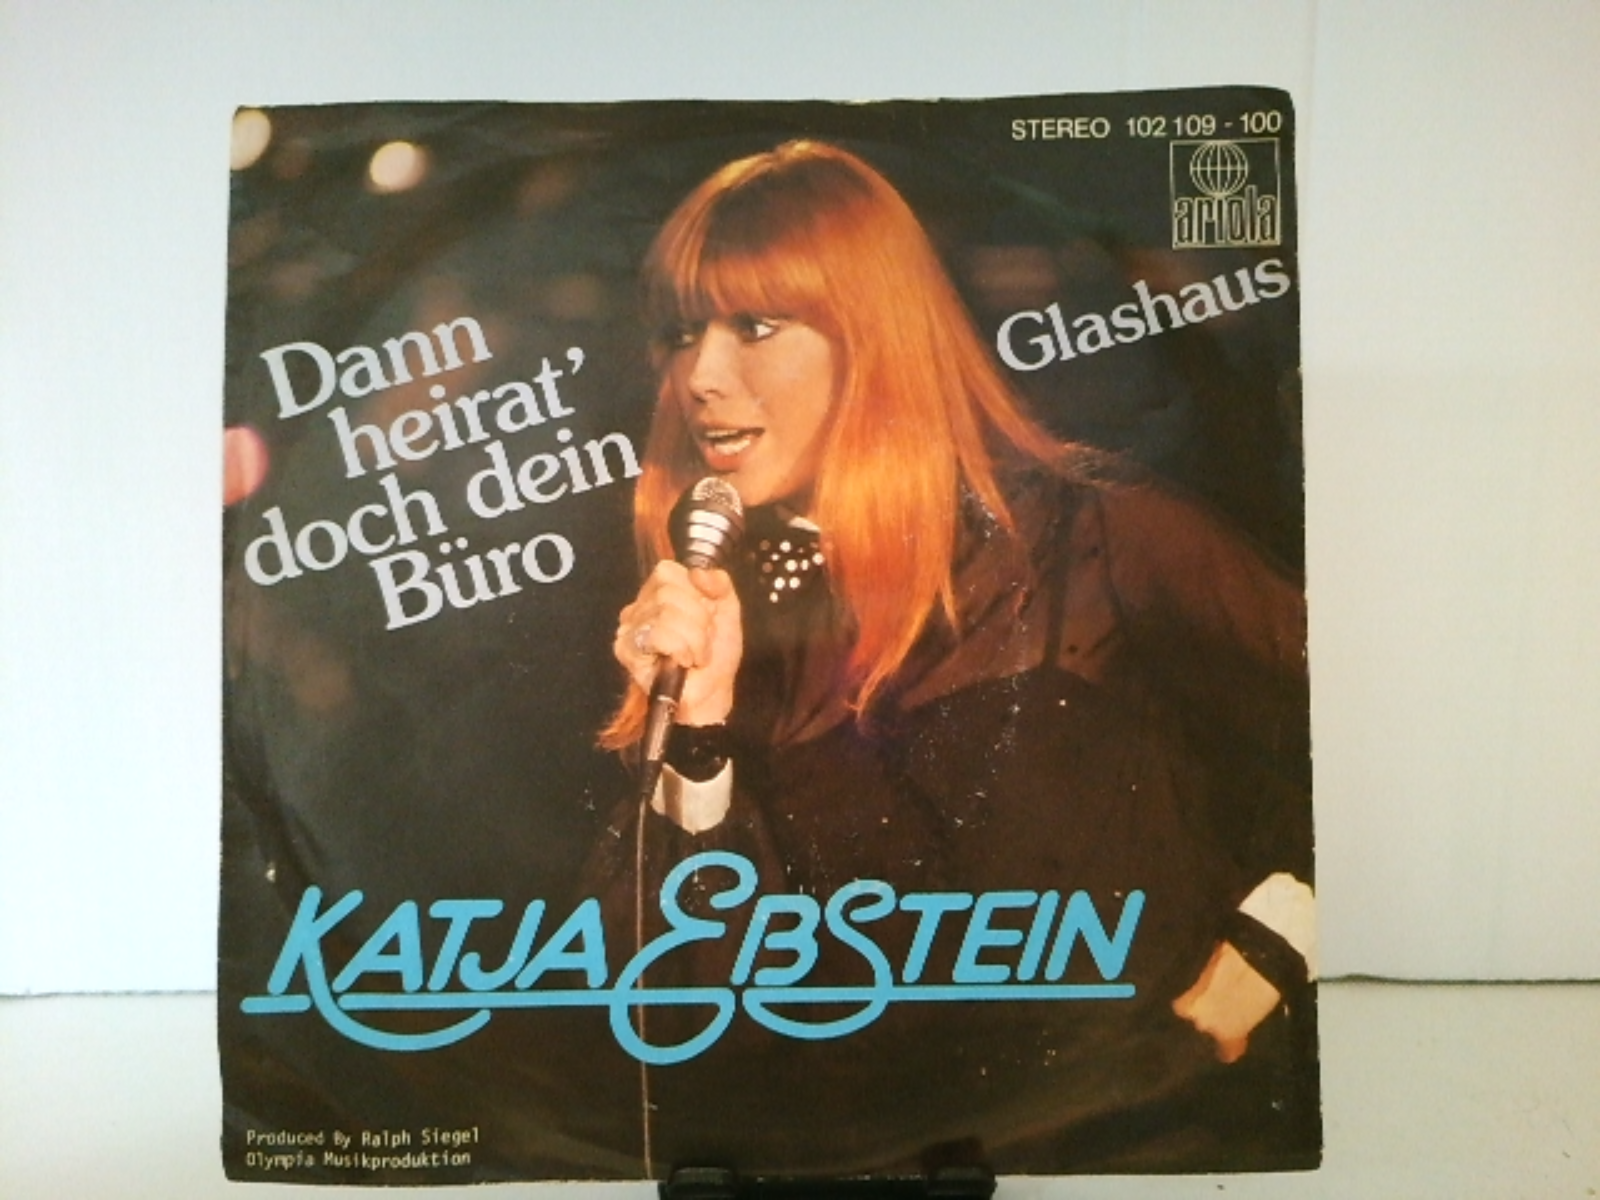 STEREO 102 109 - 100
ariola
Glashaus
Dann
heirat’
doch dein
Büro
KATJA EBSTEIN
Produced By Ralph Siegel
Olympia Musikproduktion